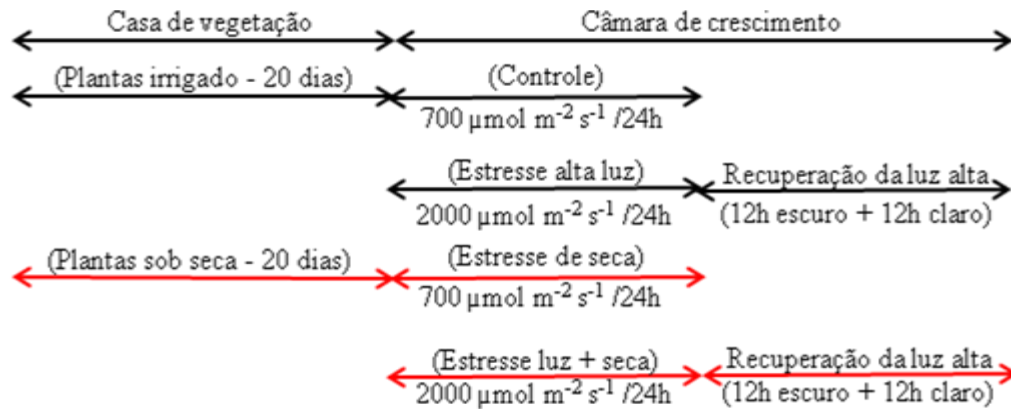 Casa de vegetação
Câmara de crescimento
(Plantas irrigado - 20 dias)
(Controle)
700 µmol m⁻² s⁻¹ /24h
(Estresse alta luz)
Recuperação da luz alta
2000 µmol m⁻² s⁻¹ /24h
(12h escuro + 12h claro)
(Plantas sob seca - 20 dias)
(Estresse de seca)
700 µmol m⁻² s⁻¹ /24h
(Estresse luz + seca)
Recuperação da luz alta
2000 µmol m⁻² s⁻¹ /24h
(12h escuro + 12h claro)